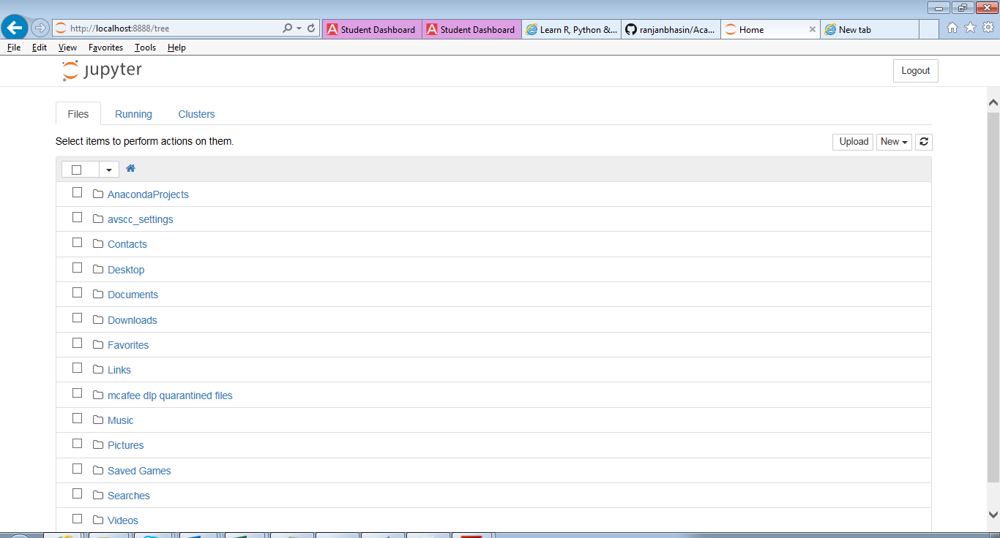 http://localhost:8888/tree Student Dashboard Student Dashboard Learn R, Python &... ranjanbhasin/Aca... Home New tab
File Edit View Favorites Tools Help
jupyter Logout
Files Running Clusters
Select items to perform actions on them. Upload New
AnacondaProjects
avscc_settings
Contacts
Desktop
Documents
Downloads
Favorites
Links
mcafee dlp quarantined files
Music
Pictures
Saved Games
Searches
Videos